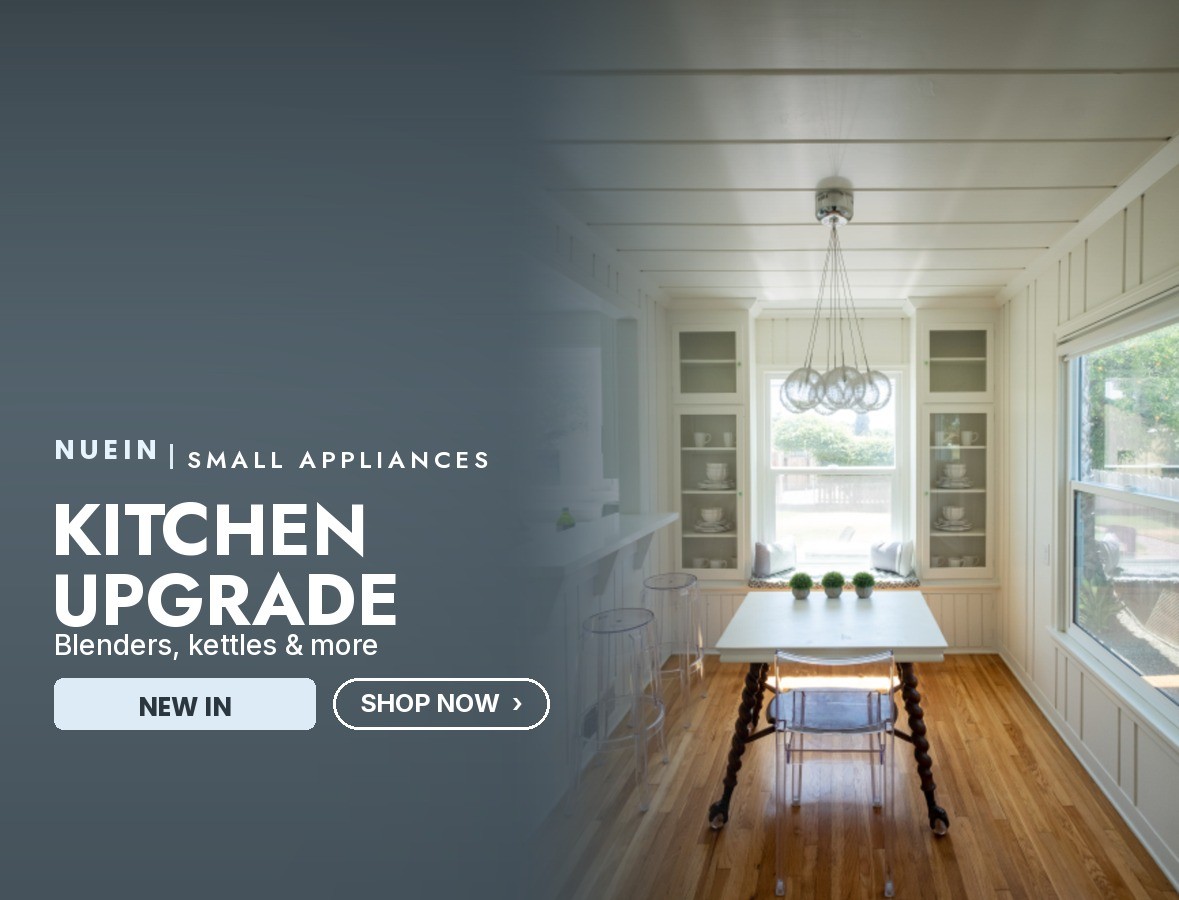 NUEIN | SMALL APPLIANCES
KITCHEN
UPGRADE
Blenders, kettles & more
NEW IN
SHOP NOW ›